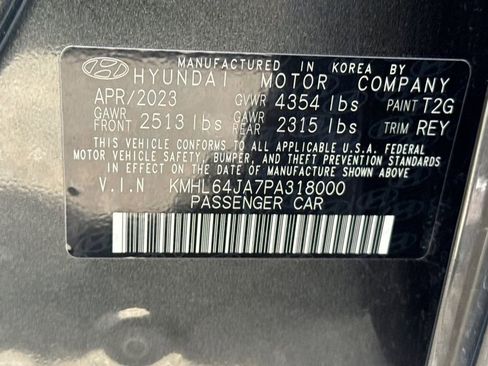 MANUFACTURED IN KOREA BY
HYUNDAI MOTOR COMPANY
APR/2023 GVWR 4354 lbs PAINT T2G
GAWR FRONT 2513 lbs GAWR REAR 2315 lbs TRIM REY
THIS VEHICLE CONFORMS TO ALL APPLICABLE U.S.A. FEDERAL
MOTOR VEHICLE SAFETY, BUMPER, AND THEFT PREVENTION STANDARDS
IN EFFECT ON THE DATE OF MANUFACTURE SHOWN ABOVE
V.I.N KMHL64JA7PA318000
PASSENGER CAR